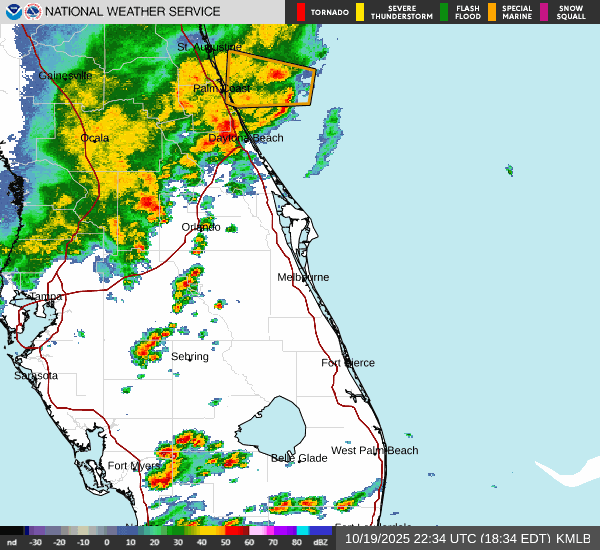 NATIONAL WEATHER SERVICE
TORNADO
SEVERE THUNDERSTORM
FLASH FLOOD
SPECIAL MARINE
SNOW SQUALL
St. Augustine
Gainesville
Palm Coast
Ocala
Daytona Beach
Orlando
Melbourne
Tampa
Sebring
Fort Pierce
Sarasota
West Palm Beach
Belle Glade
Fort Myers
nd -30 -20 -10 0 10 20 30 40 50 60 70 80 dBZ
10/19/2025 22:34 UTC (18:34 EDT) KMLB